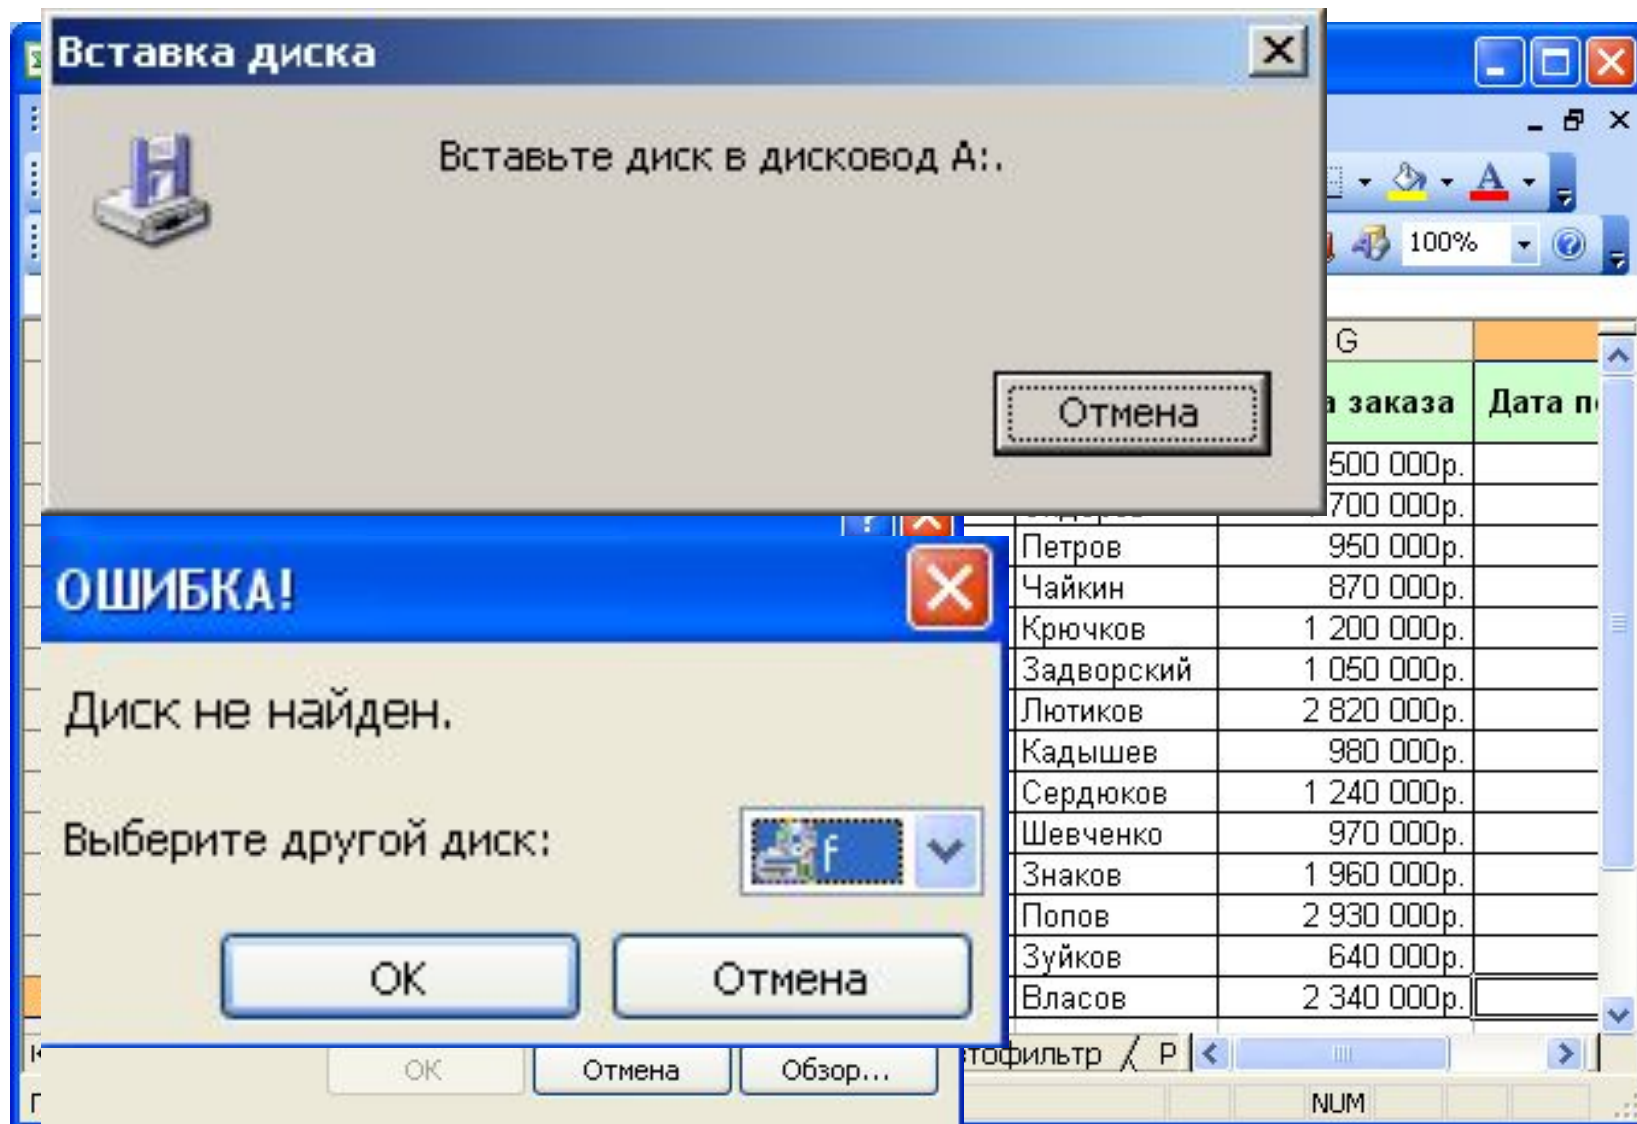 Вставка диска
Вставьте диск в дисковод А:.
Отмена
100%
G
заказа
Дата
500 000р.
700 000р.
Петров 950 000р.
Чайкин 870 000р.
Крючков 1 200 000р.
Задворский 1 050 000р.
Лютиков 2 820 000р.
Кадышев 980 000р.
Сердюков 1 240 000р.
Шевченко 970 000р.
Знаков 1 960 000р.
Попов 2 930 000р.
Зуйков 640 000р.
Власов 2 340 000р.
ОШИБКА!
Диск не найден.
Выберите другой диск:
f
ОК
Отмена
ОК
Отмена
Обзор...
тофильтр
Р
NUM